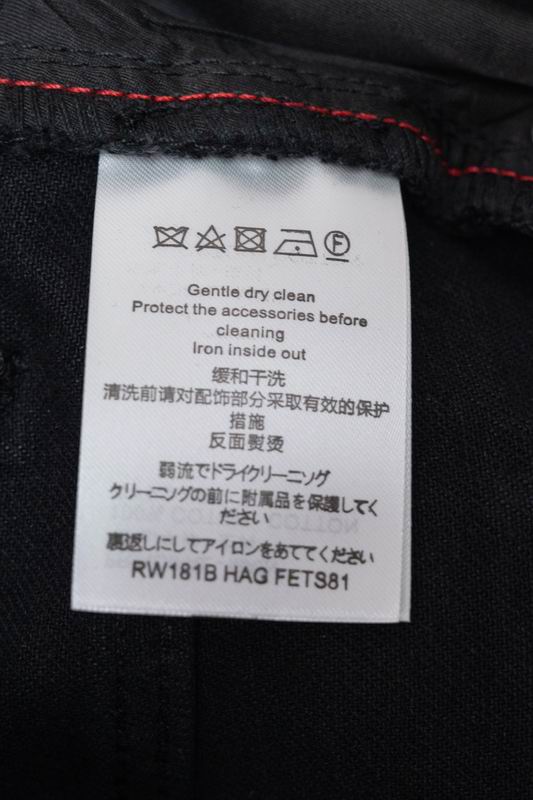 F
Gentle dry clean
Protect the accessories before
cleaning
Iron inside out
缓和干洗
清洗前请对配饰部分采取有效的保护
措施
反面熨烫
弱流でドライクリーニング
クリーニングの前に附属品を保護してく
ださい
裏返しにしてアイロンをあててください
RW181B HAG FETS81